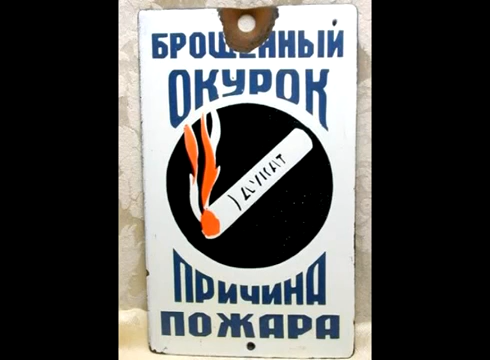 БРОШЕННЫЙ
ОКУРОК
ДУКАТ
ПРИЧИНА
ПОЖАРА